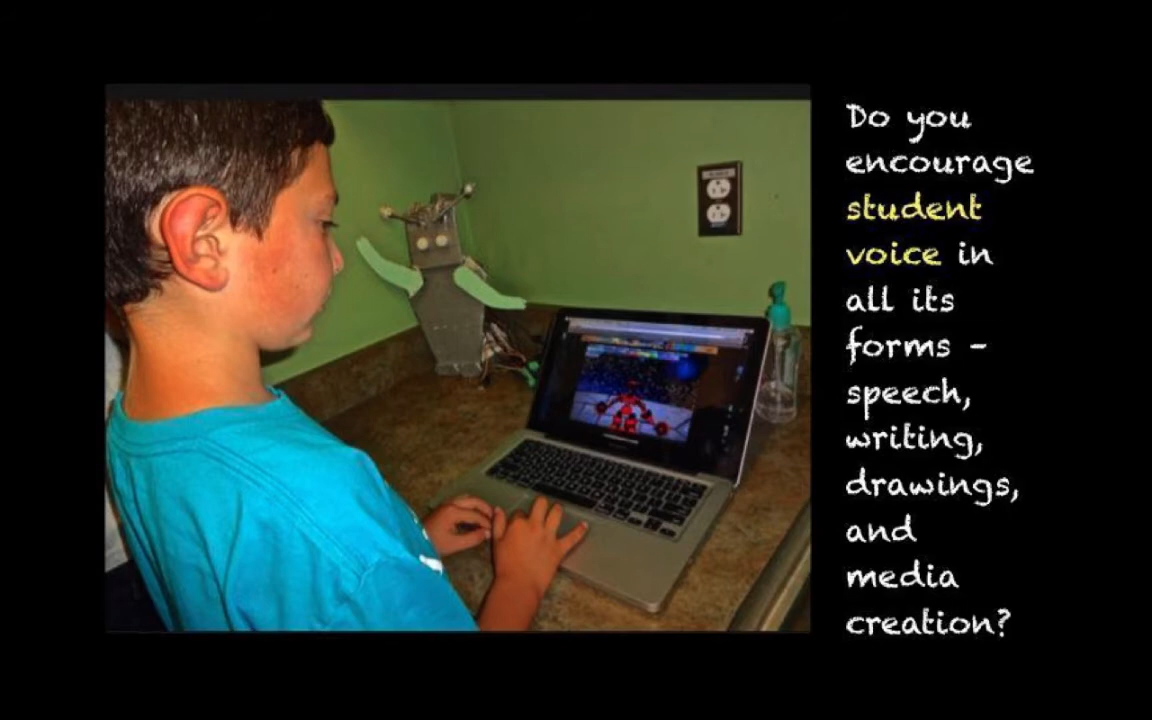 Do you
encourage
student
voice in
all its
forms -
speech,
writing,
drawings,
and
media
creation?